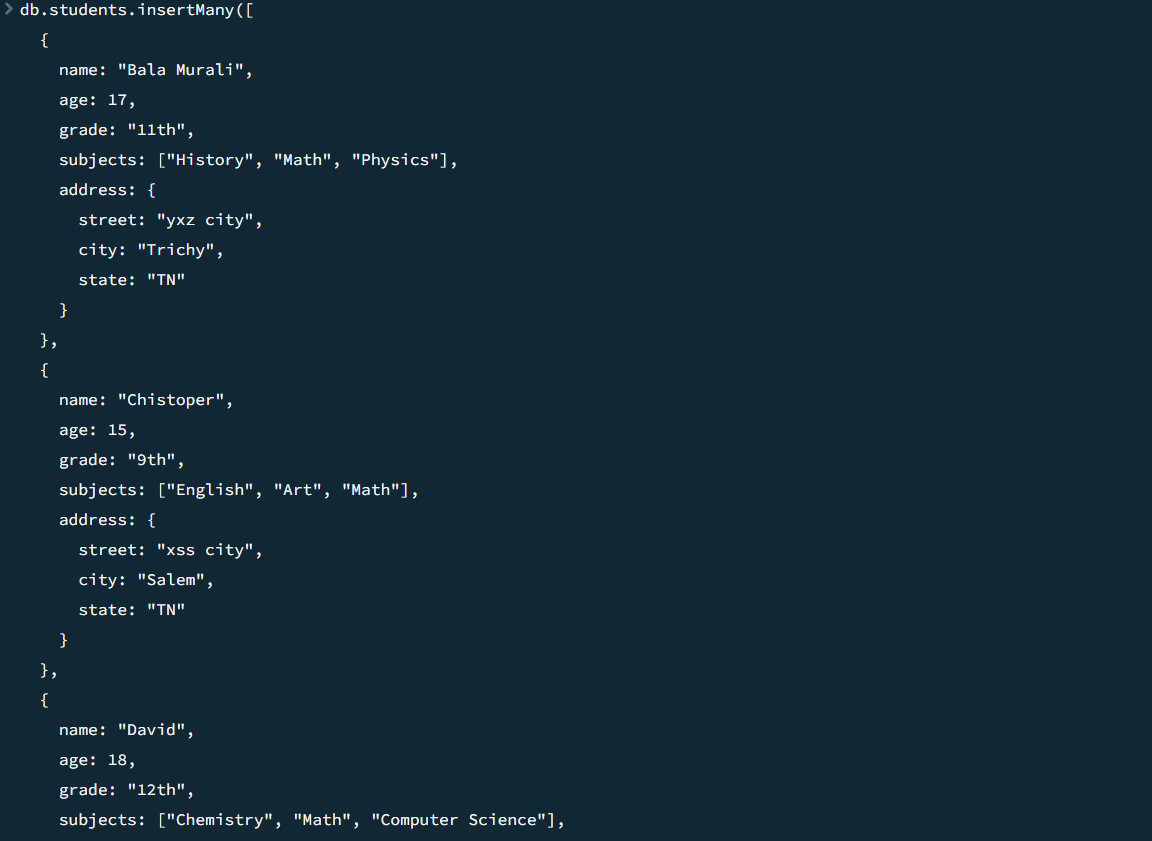 > db.students.insertMany([
{
name: "Bala Murali",
age: 17,
grade: "11th",
subjects: ["History", "Math", "Physics"],
address: {
street: "yxz city",
city: "Trichy",
state: "TN"
}
},
{
name: "Chistoper",
age: 15,
grade: "9th",
subjects: ["English", "Art", "Math"],
address: {
street: "xss city",
city: "Salem",
state: "TN"
}
},
{
name: "David",
age: 18,
grade: "12th",
subjects: ["Chemistry", "Math", "Computer Science"],